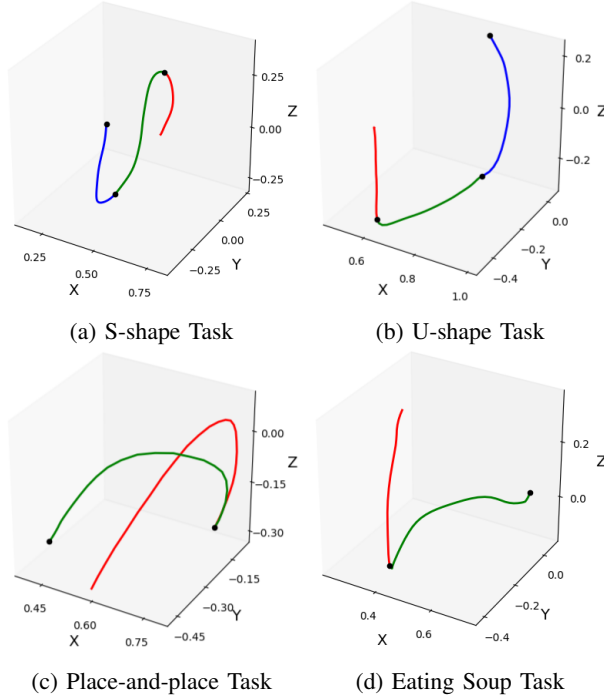 0.25
0.00
−0.25
Z
0.25
0.00
−0.25
Y
0.25
0.50
0.75
X
(a) S-shape Task
0.2
0.0
−0.2
Z
0.0
−0.2
−0.4
Y
0.6
0.8
1.0
X
(b) U-shape Task
0.00
−0.15
−0.30
Z
−0.15
−0.30
−0.45
Y
0.45
0.60
0.75
X
(c) Place-and-place Task
0.2
0.0
Z
0.0
−0.2
−0.4
Y
0.4
0.6
X
(d) Eating Soup Task